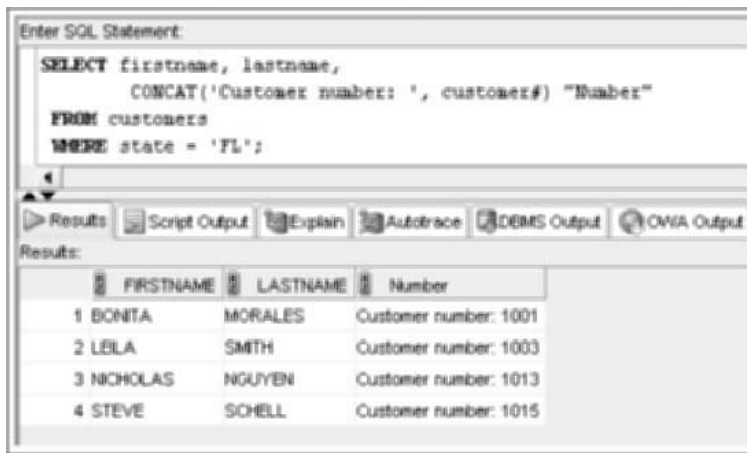 Enter SQL Statement:
SELECT firstname, lastname,
CONCAT('Customer number: ', customer#) "Number"
FROM customers
WHERE state = 'FL';
Results Script Output Explain Autotrace DBMS Output OWA Output
Results:
FIRSTNAME LASTNAME Number
1 BONITA MORALES Customer number: 1001
2 LEILA SMITH Customer number: 1003
3 NICHOLAS NGUYEN Customer number: 1013
4 STEVE SCHELL Customer number: 1015